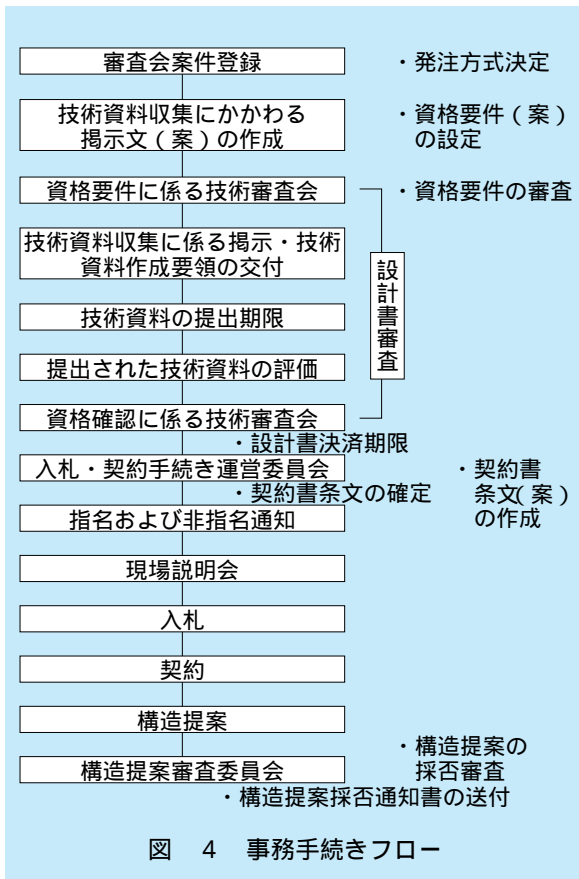 審査会案件登録
・発注方式決定
技術資料収集にかかわる
掲示文（案）の作成
・資格要件（案）
の設定
資格要件に係る技術審査会
・資格要件の審査
技術資料収集に係る掲示・技術
資料作成要領の交付
設計書審査
技術資料の提出期限
提出された技術資料の評価
資格確認に係る技術審査会
・設計書決済期限
入札・契約手続き運営委員会
・契約書
条文（案）
の作成
・契約書条文の確定
指名および非指名通知
現場説明会
入札
契約
構造提案
・構造提案の
採否審査
構造提案審査委員会
・構造提案採否通知書の送付
図　4　事務手続きフロー